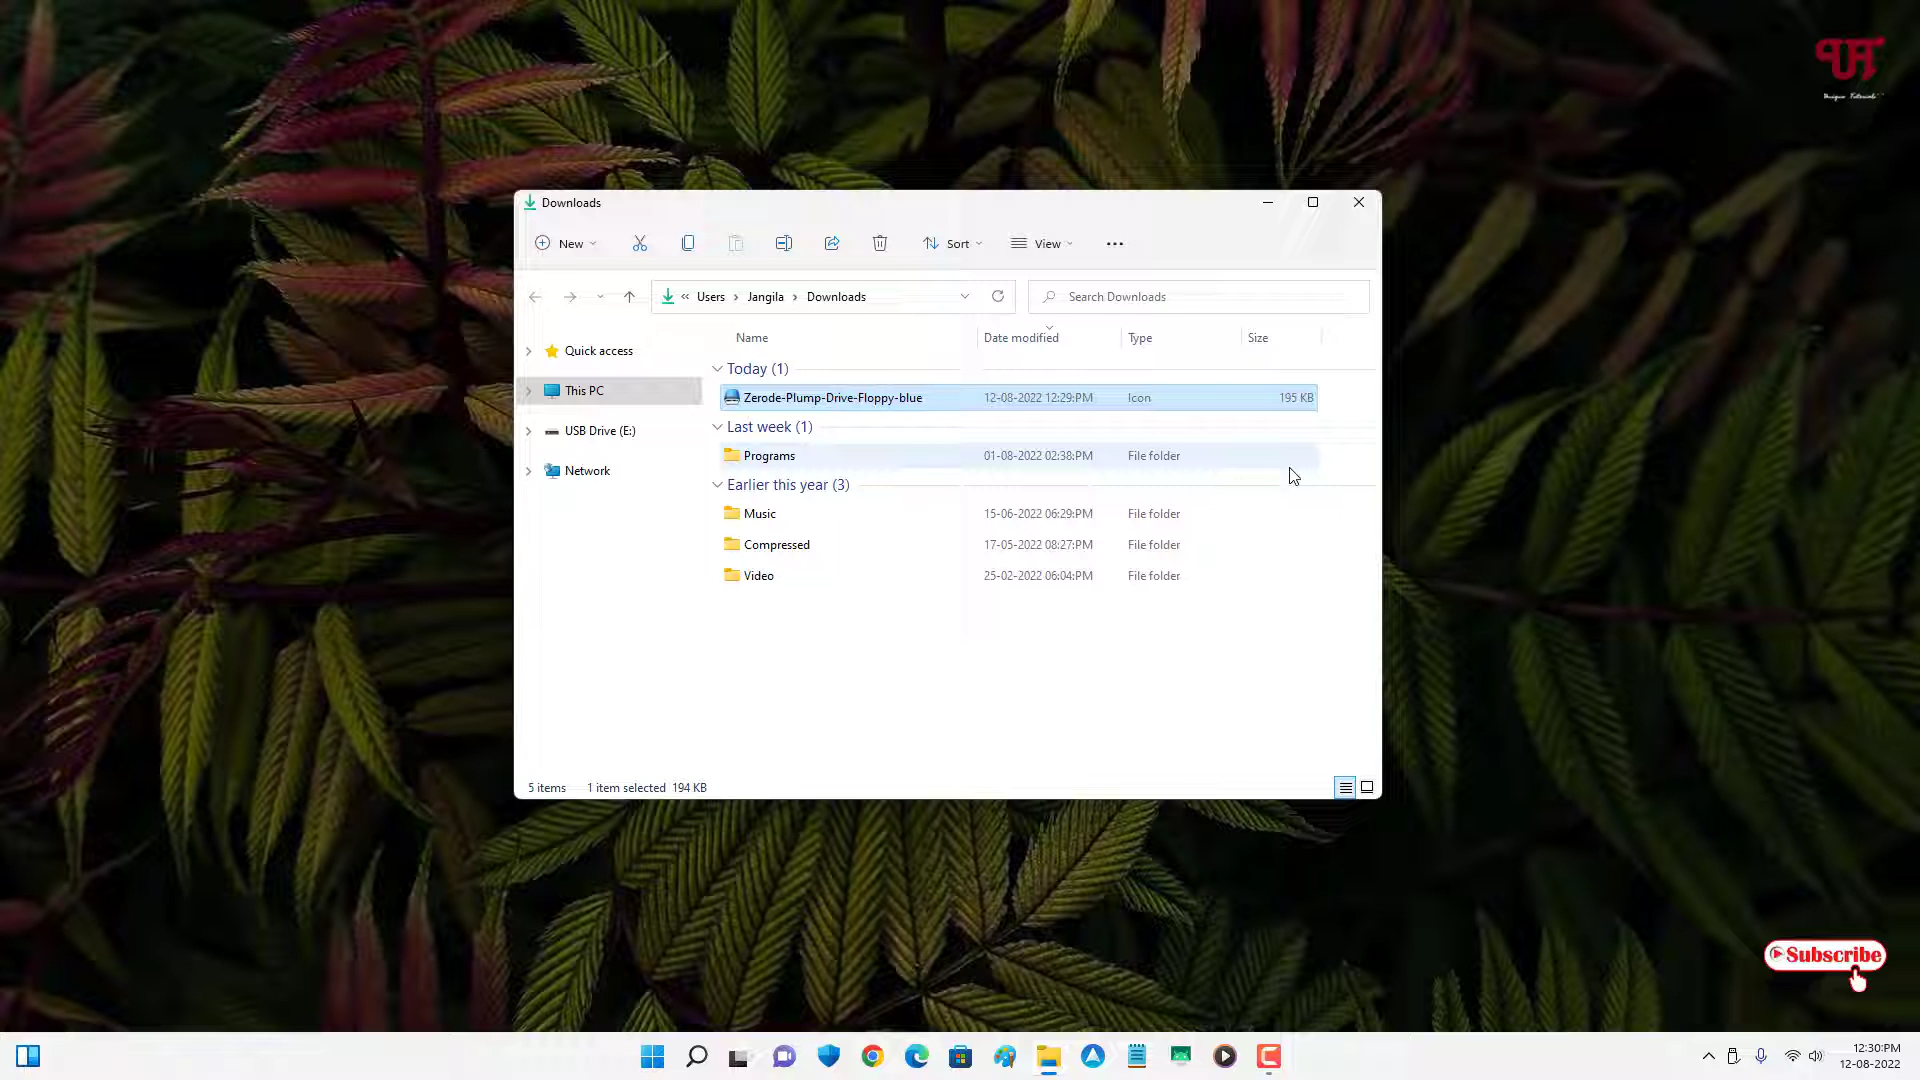 Downloads
New
Sort
View
Users
Jangila
Downloads
Search Downloads
Name
Date modified
Type
Size
Quick access
This PC
USB Drive (E:)
Network
Today (1)
Zerode-Plump-Drive-Floppy-blue 12-08-2022 12:29:PM Icon 195 KB
Last week (1)
Programs 01-08-2022 02:38:PM File folder
Earlier this year (3)
Music 15-06-2022 06:29:PM File folder
Compressed 17-05-2022 08:27:PM File folder
Video 25-02-2022 06:04:PM File folder
5 items 1 item selected 194 KB
Unique Tutorials
Subscribe
12:30:PM
12-08-2022